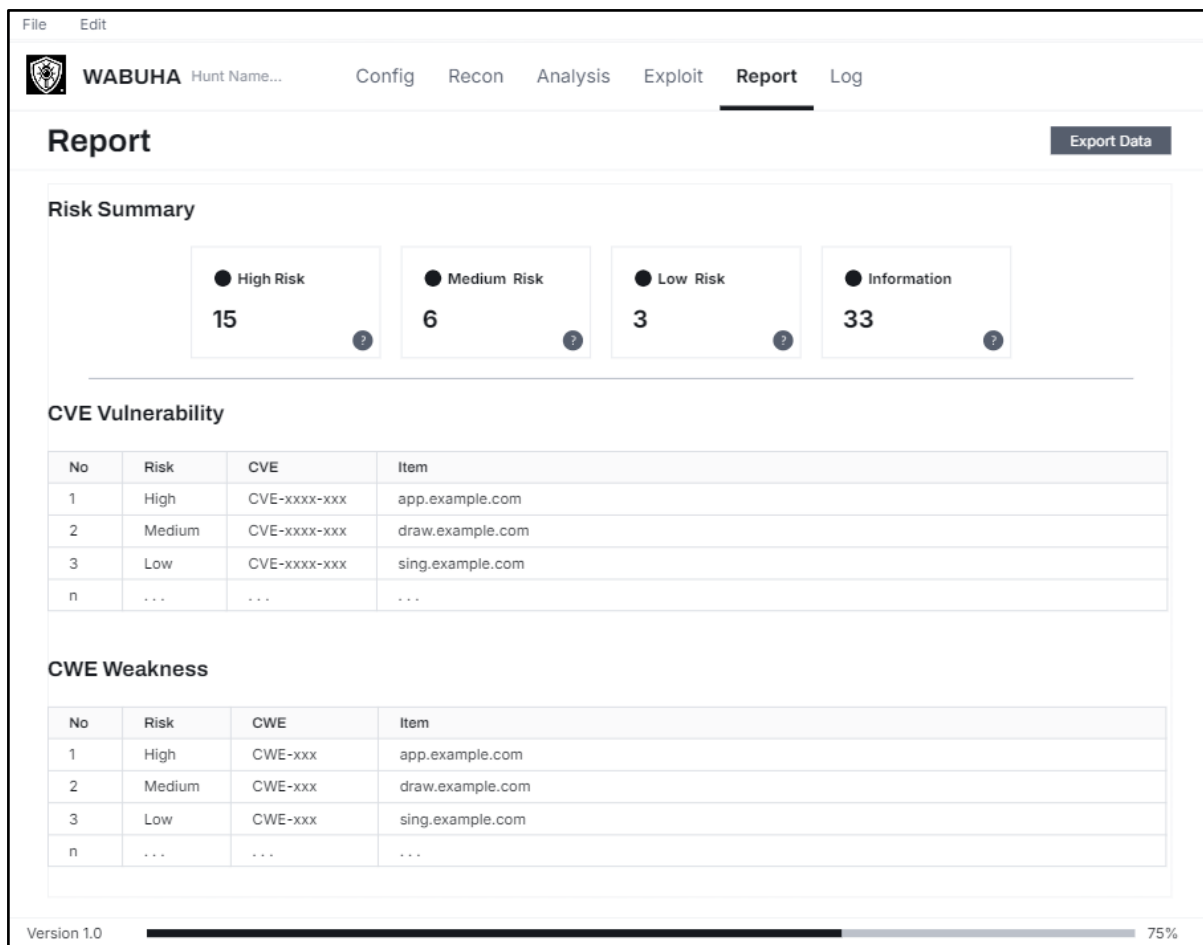 File Edit
WABUHA Hunt Name... Config Recon Analysis Exploit Report Log
Report Export Data
Risk Summary
High Risk Medium Risk Low Risk Information
15 6 3 33
? ? ? ?
CVE Vulnerability
No Risk CVE Item
1 High CVE-xxxx-xxx app.example.com
2 Medium CVE-xxxx-xxx draw.example.com
3 Low CVE-xxxx-xxx sing.example.com
n ... ... ...
CWE Weakness
No Risk CWE Item
1 High CWE-xxx app.example.com
2 Medium CWE-xxx draw.example.com
3 Low CWE-xxx sing.example.com
n ... ... ...
Version 1.0 75%